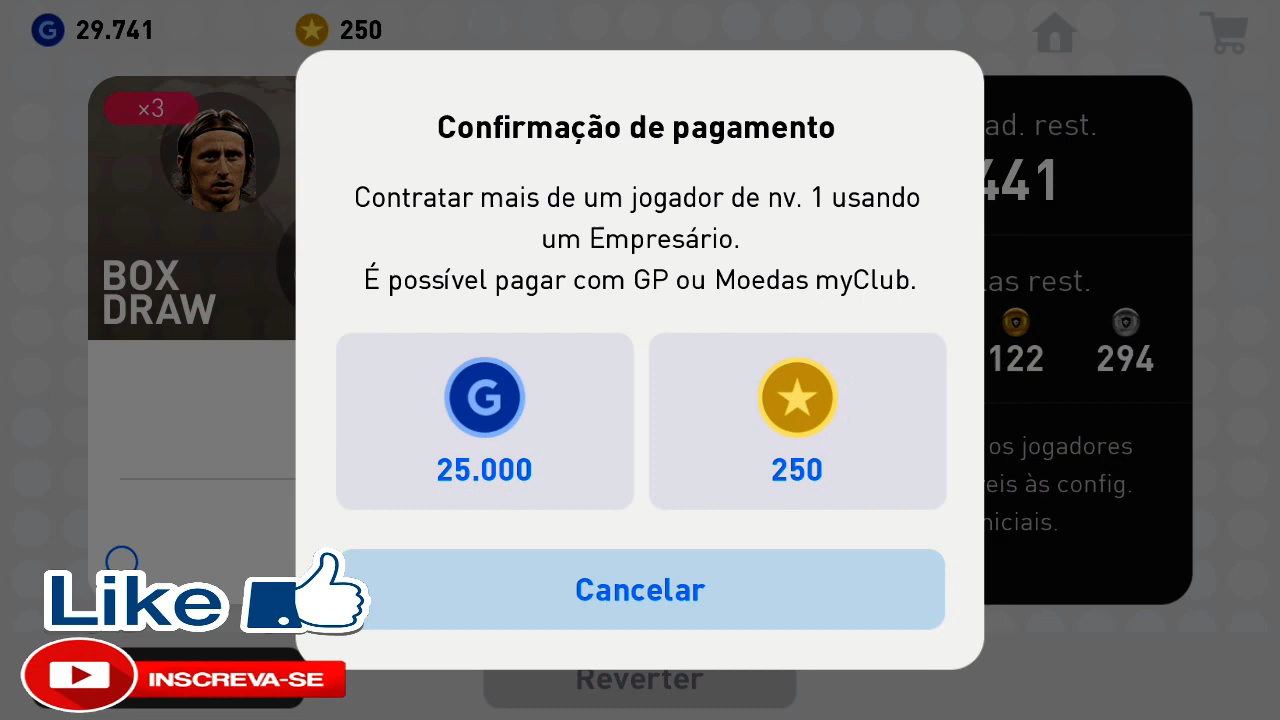 29.741
250
×3
BOX
DRAW
Confirmação de pagamento
Contratar mais de um jogador de nv. 1 usando
um Empresário.
É possível pagar com GP ou Moedas myClub.
25.000
250
Cancelar
ad. rest.
441
as rest.
122
294
os jogadores
eis às config.
niciais.
Like
INSCREVA-SE
Reverter